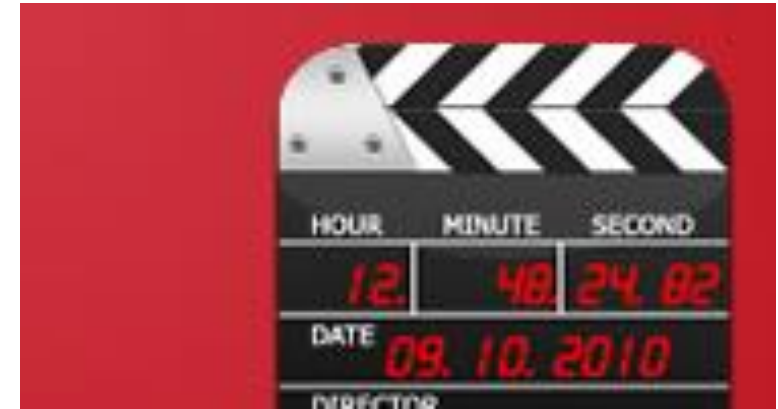 HOUR MINUTE SECOND
12. 48. 24. 82
DATE 09. 10. 2010
DIRECTOR